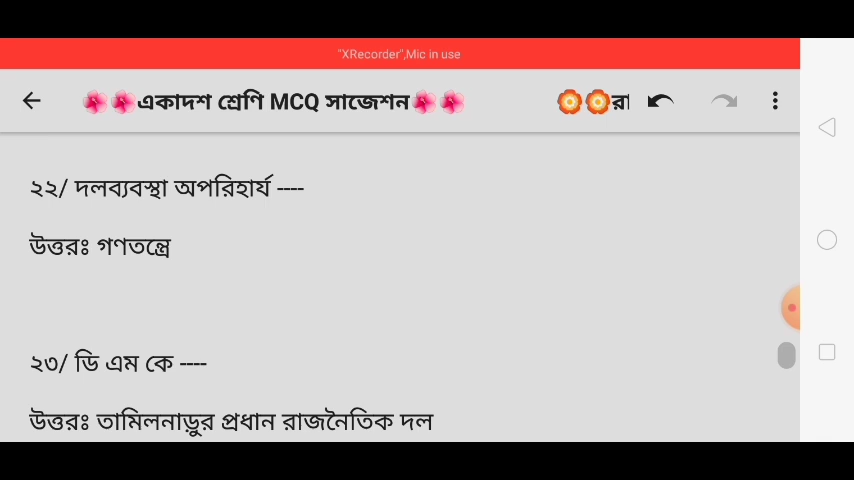 "XRecorder",Mic in use
একাদশ শ্রেণি MCQ সাজেশন
২২/ দলব্যবস্থা অপরিহার্য ----
উত্তরঃ গণতন্ত্রে
২৩/ ডি এম কে ----
উত্তরঃ তামিলনাড়ুর প্রধান রাজনৈতিক দল